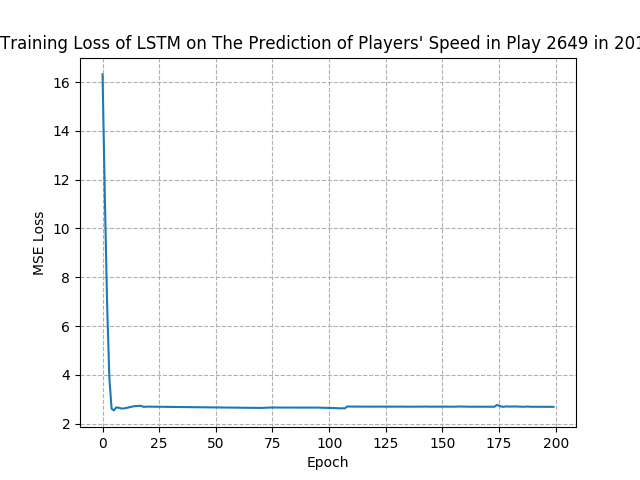 Training Loss of LSTM on The Prediction of Players' Speed in Play 2649 in 201
16
14
12
10
8
6
4
2
MSE Loss
0 25 50 75 100 125 150 175 200
Epoch